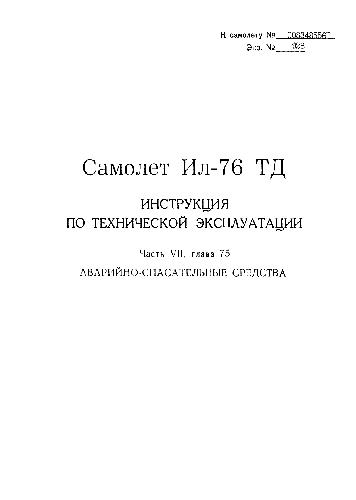 К самолету №
Экз. №
Самолет Ил-76 ТД
ИНСТРУКЦИЯ
ПО ТЕХНИЧЕСКОЙ ЭКСПЛУАТАЦИИ
Часть VII, глава 75
АВАРИЙНО-СПАСАТЕЛЬНЫЕ СРЕДСТВА